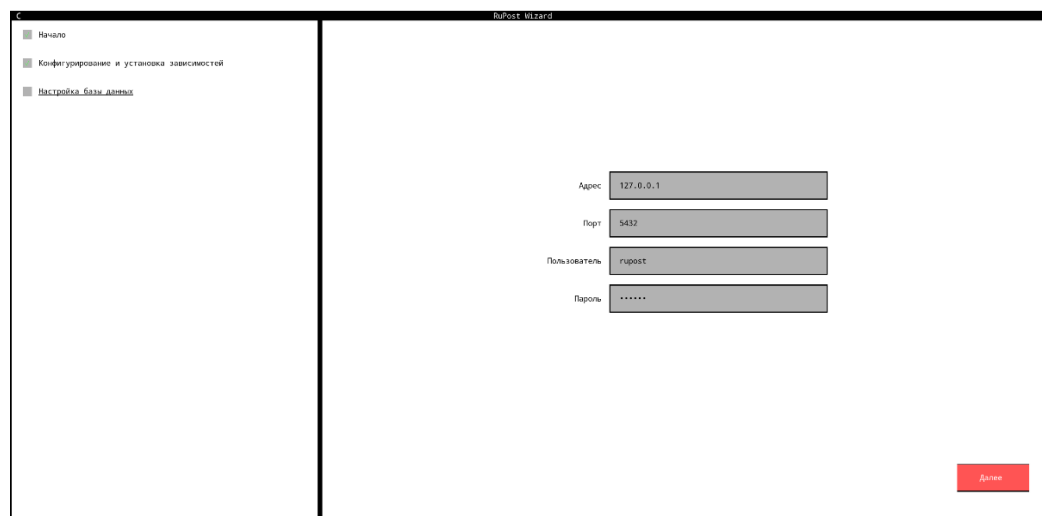 C
RuPost Wizard
Начало
Конфигурирование и установка зависимостей
Настройка базы данных
Адрес 127.0.0.1
Порт 5432
Пользователь rupost
Пароль ••••••
Далее